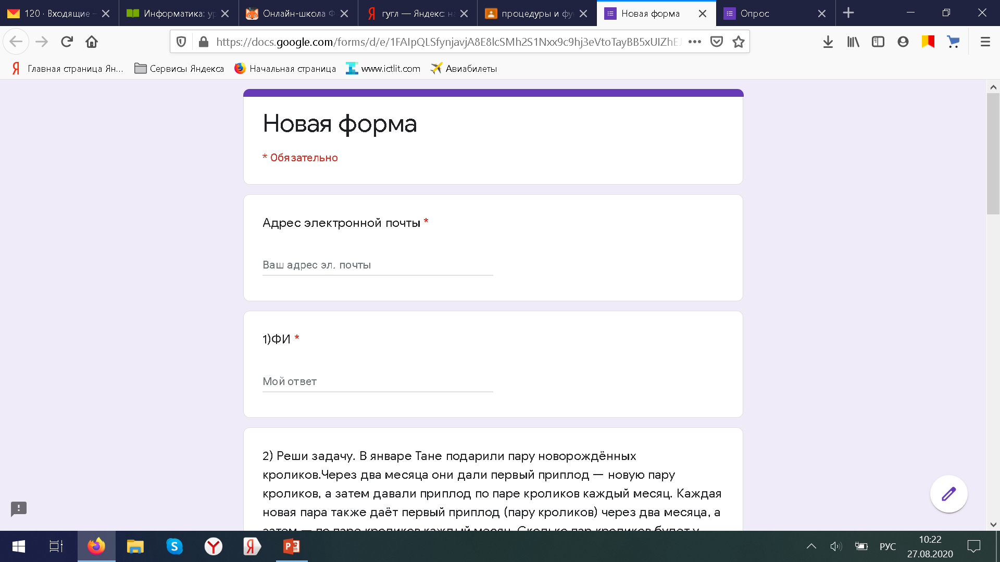 120 · Входящие
Информатика: ур
Онлайн-школа Ф
гугл — Яндекс: на
процедуры и фу
Новая форма
Опрос
https://docs.google.com/forms/d/e/1FAIpQLSfynjavjA8E8lcSMh2S1Nxx9c9hj3eVtoTayBB5xUIZhE
Главная страница Ян...
Сервисы Яндекса
Начальная страница
www.ictlit.com
Авиабилеты
Новая форма
* Обязательно
Адрес электронной почты *
Ваш адрес эл. почты
1)ФИ *
Мой ответ
2) Реши задачу. В январе Тане подарили пару новорождённых
кроликов.Через два месяца они дали первый приплод — новую пару
кроликов, а затем давали приплод по паре кроликов каждый месяц. Каждая
новая пара также даёт первый приплод (пару кроликов) через два месяца, а
затем — по паре кроликов каждый месяц. Сколько пар кроликов будет у
РУС
10:22
27.08.2020